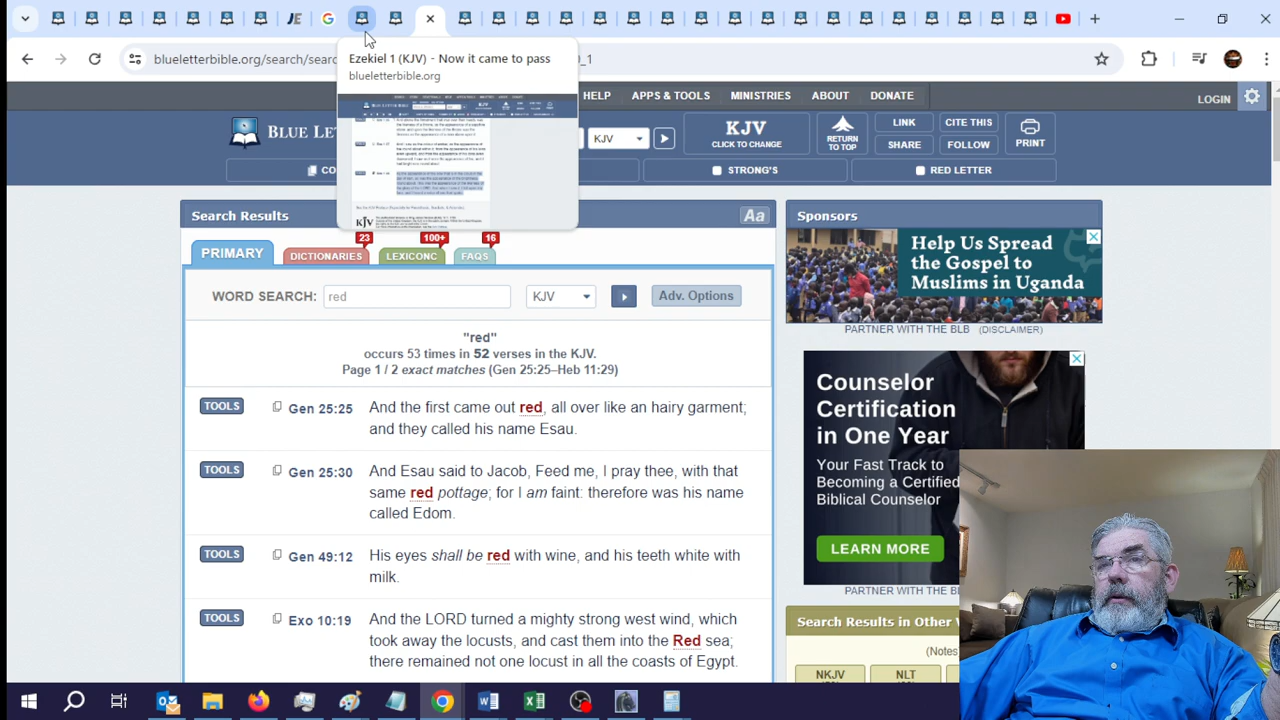 JE
Ezekiel 1 (KJV) - Now it came to pass
blueletterbible.org
blueletterbible.org/search/searc
_1
HELP
APPS & TOOLS
MINISTRIES
LOGIN
BLUE LET
KJV
CLICK TO CHANGE
RETURN
TO TOP
CITE THIS
FOLLOW
PRINT
STRONG'S
RED LETTER
Search Results
Aa
23
100+
16
PRIMARY
DICTIONARIES
LEXICONC
FAQS
WORD SEARCH:
red
KJV
Adv. Options
"red"
occurs 53 times in 52 verses in the KJV.
Page 1 / 2 exact matches (Gen 25:25–Heb 11:29)
TOOLS
Gen 25:25
And the first came out red, all over like an hairy garment;
and they called his name Esau.
TOOLS
Gen 25:30
And Esau said to Jacob, Feed me, I pray thee, with that
same red pottage; for I am faint: therefore was his name
called Edom.
TOOLS
Gen 49:12
His eyes shall be red with wine, and his teeth white with
milk.
TOOLS
Exo 10:19
And the LORD turned a mighty strong west wind, which
took away the locusts, and cast them into the Red sea;
there remained not one locust in all the coasts of Egypt.
Help Us Spread
the Gospel to
Muslims in Uganda
PARTNER WITH THE BLB (DISCLAIMER)
Counselor
Certification
in One Year
Your Fast Track to
Becoming a Certified
Biblical Counselor
LEARN MORE
PARTNER WITH THE BL
Search Results in Other V
(Notes)
NKJV
NLT